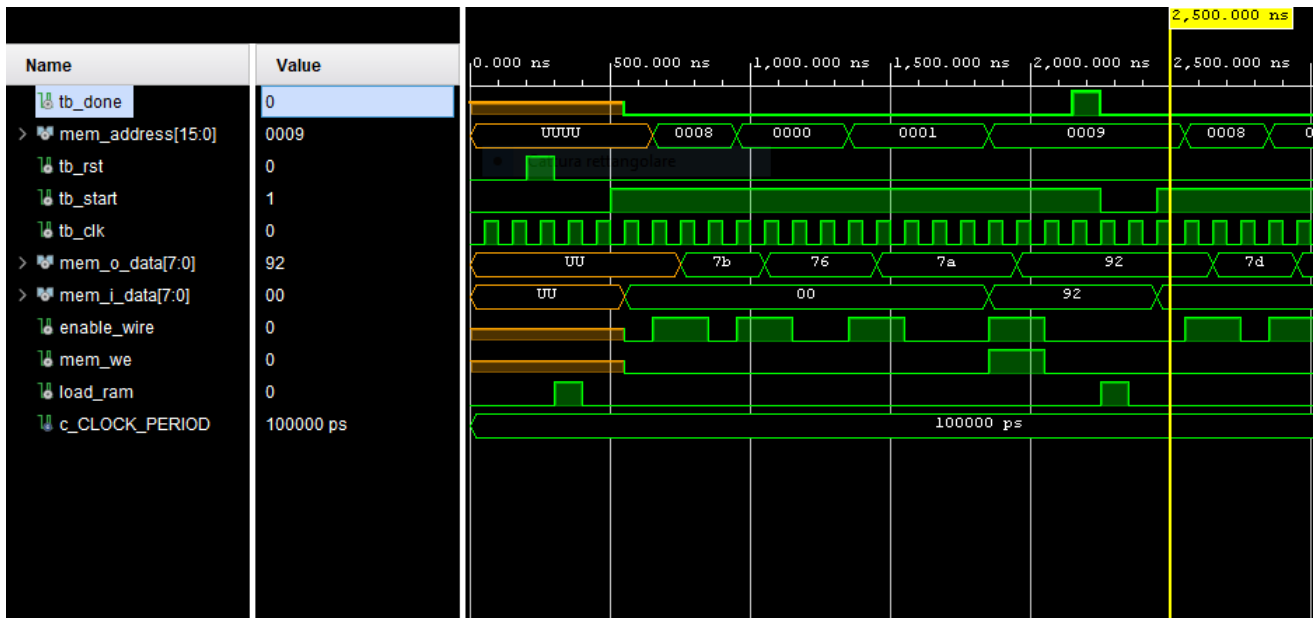 2,500.000 ns
Name Value
0.000 ns 500.000 ns 1,000.000 ns 1,500.000 ns 2,000.000 ns 2,500.000 ns
tb_done 0
mem_address[15:0] 0009 UUUU 0008 0000 0001 0009 0008 0
tb_rst 0 ura rettangolare
tb_start 1
tb_clk 0
mem_o_data[7:0] 92 UU 7b 76 7a 92 7d
mem_i_data[7:0] 00 UU 00 92
enable_wire 0
mem_we 0
load_ram 0
c_CLOCK_PERIOD 100000 ps 100000 ps